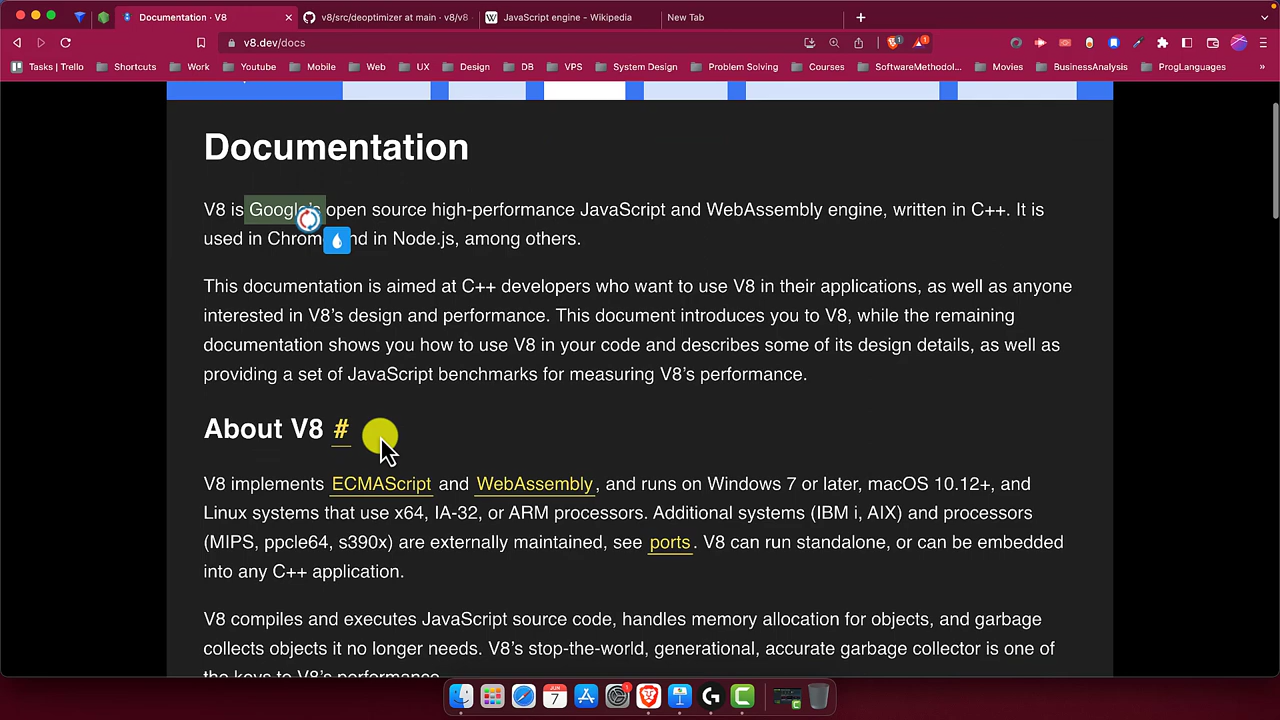 Documentation · V8
v8/src/deoptimizer at main · v8/v8
JavaScript engine - Wikipedia
New Tab
v8.dev/docs
1
1
Tasks | Trello
Shortcuts
Work
Youtube
Mobile
Web
UX
Design
DB
VPS
System Design
Problem Solving
Courses
SoftwareMethodol...
Movies
BusinessAnalysis
ProgLanguages
Documentation
V8 is Google's open source high-performance JavaScript and WebAssembly engine, written in C++. It is
used in Chrome and in Node.js, among others.
This documentation is aimed at C++ developers who want to use V8 in their applications, as well as anyone
interested in V8's design and performance. This document introduces you to V8, while the remaining
documentation shows you how to use V8 in your code and describes some of its design details, as well as
providing a set of JavaScript benchmarks for measuring V8's performance.
About V8 #
V8 implements ECMAScript and WebAssembly, and runs on Windows 7 or later, macOS 10.12+, and
Linux systems that use x64, IA-32, or ARM processors. Additional systems (IBM i, AIX) and processors
(MIPS, ppcle64, s390x) are externally maintained, see ports. V8 can run standalone, or can be embedded
into any C++ application.
V8 compiles and executes JavaScript source code, handles memory allocation for objects, and garbage
collects objects it no longer needs. V8's stop-the-world, generational, accurate garbage collector is one of
the keys to V8's performance.
JUN
7